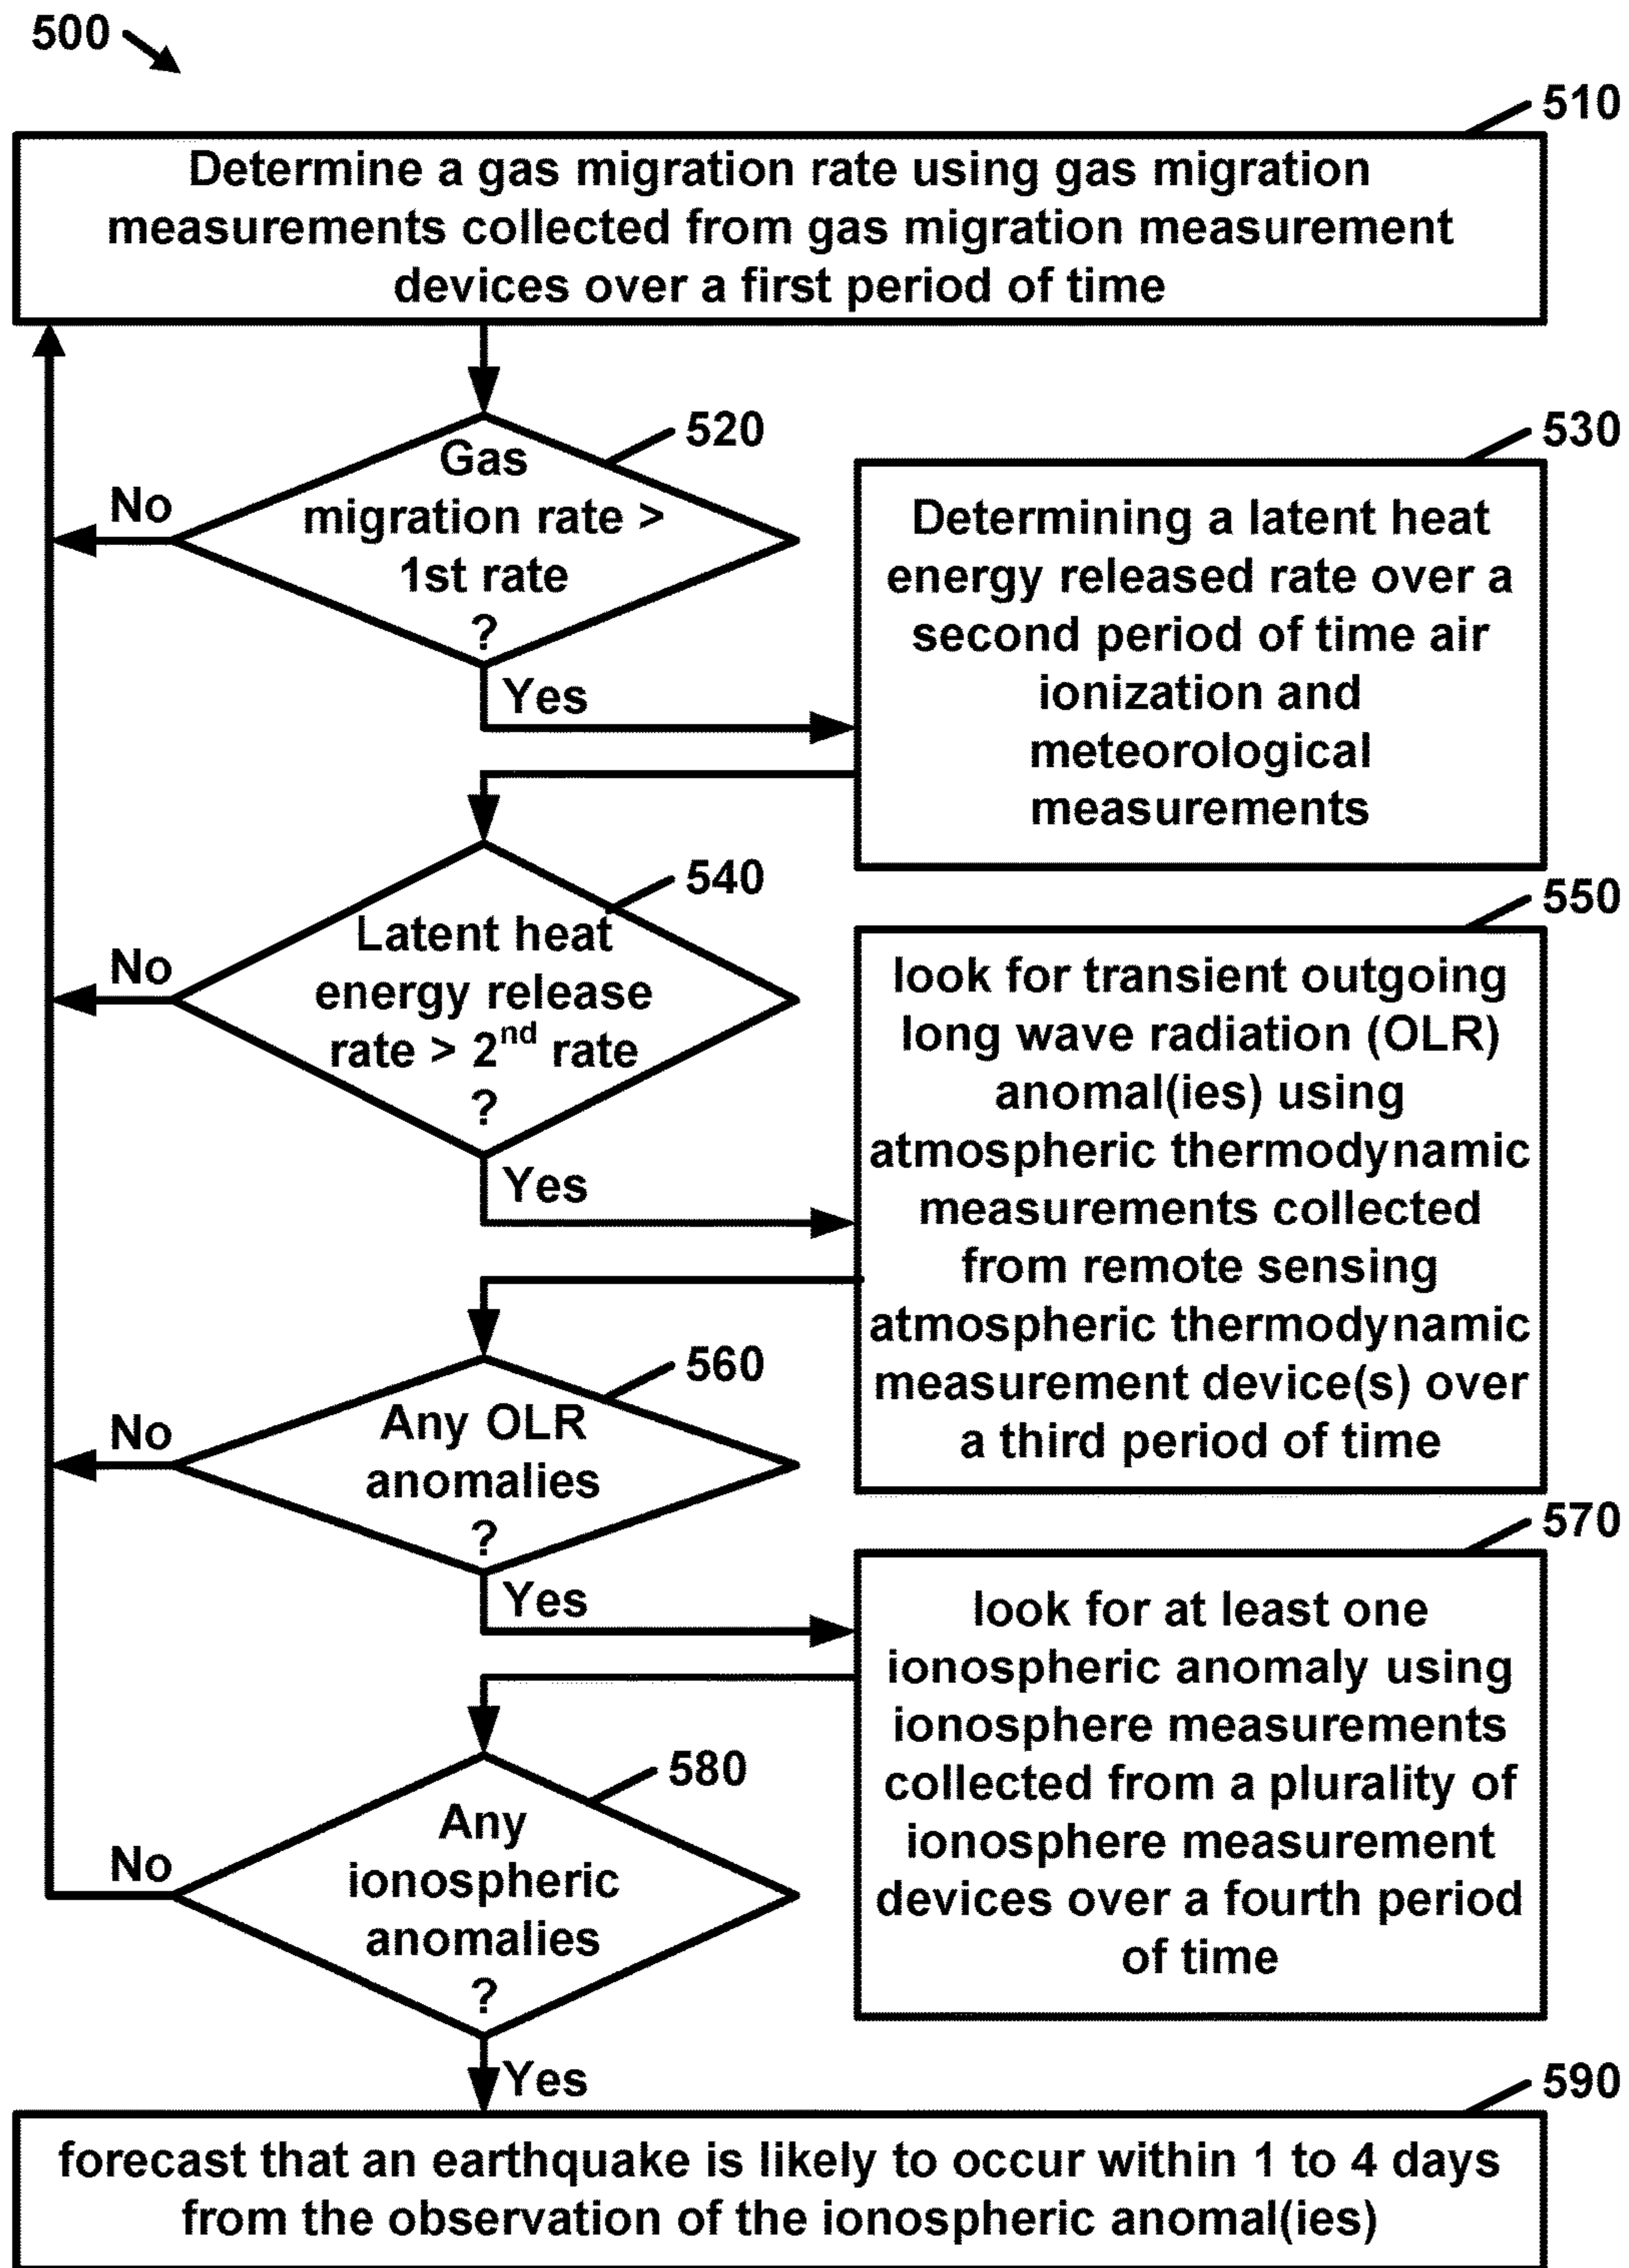 500
510
Determine a gas migration rate using gas migration
measurements collected from gas migration measurement
devices over a first period of time
520
Gas
migration rate >
1st rate
?
No
Yes
530
Determining a latent heat
energy released rate over a
second period of time air
ionization and
meteorological
measurements
540
Latent heat
energy release
rate > 2nd rate
?
No
Yes
550
look for transient outgoing
long wave radiation (OLR)
anomal(ies) using
atmospheric thermodynamic
measurements collected
from remote sensing
atmospheric thermodynamic
measurement device(s) over
a third period of time
560
Any OLR
anomalies
?
No
Yes
570
look for at least one
ionospheric anomaly using
ionosphere measurements
collected from a plurality of
ionosphere measurement
devices over a fourth period
of time
580
Any
ionospheric
anomalies
?
No
Yes
590
forecast that an earthquake is likely to occur within 1 to 4 days
from the observation of the ionospheric anomal(ies)